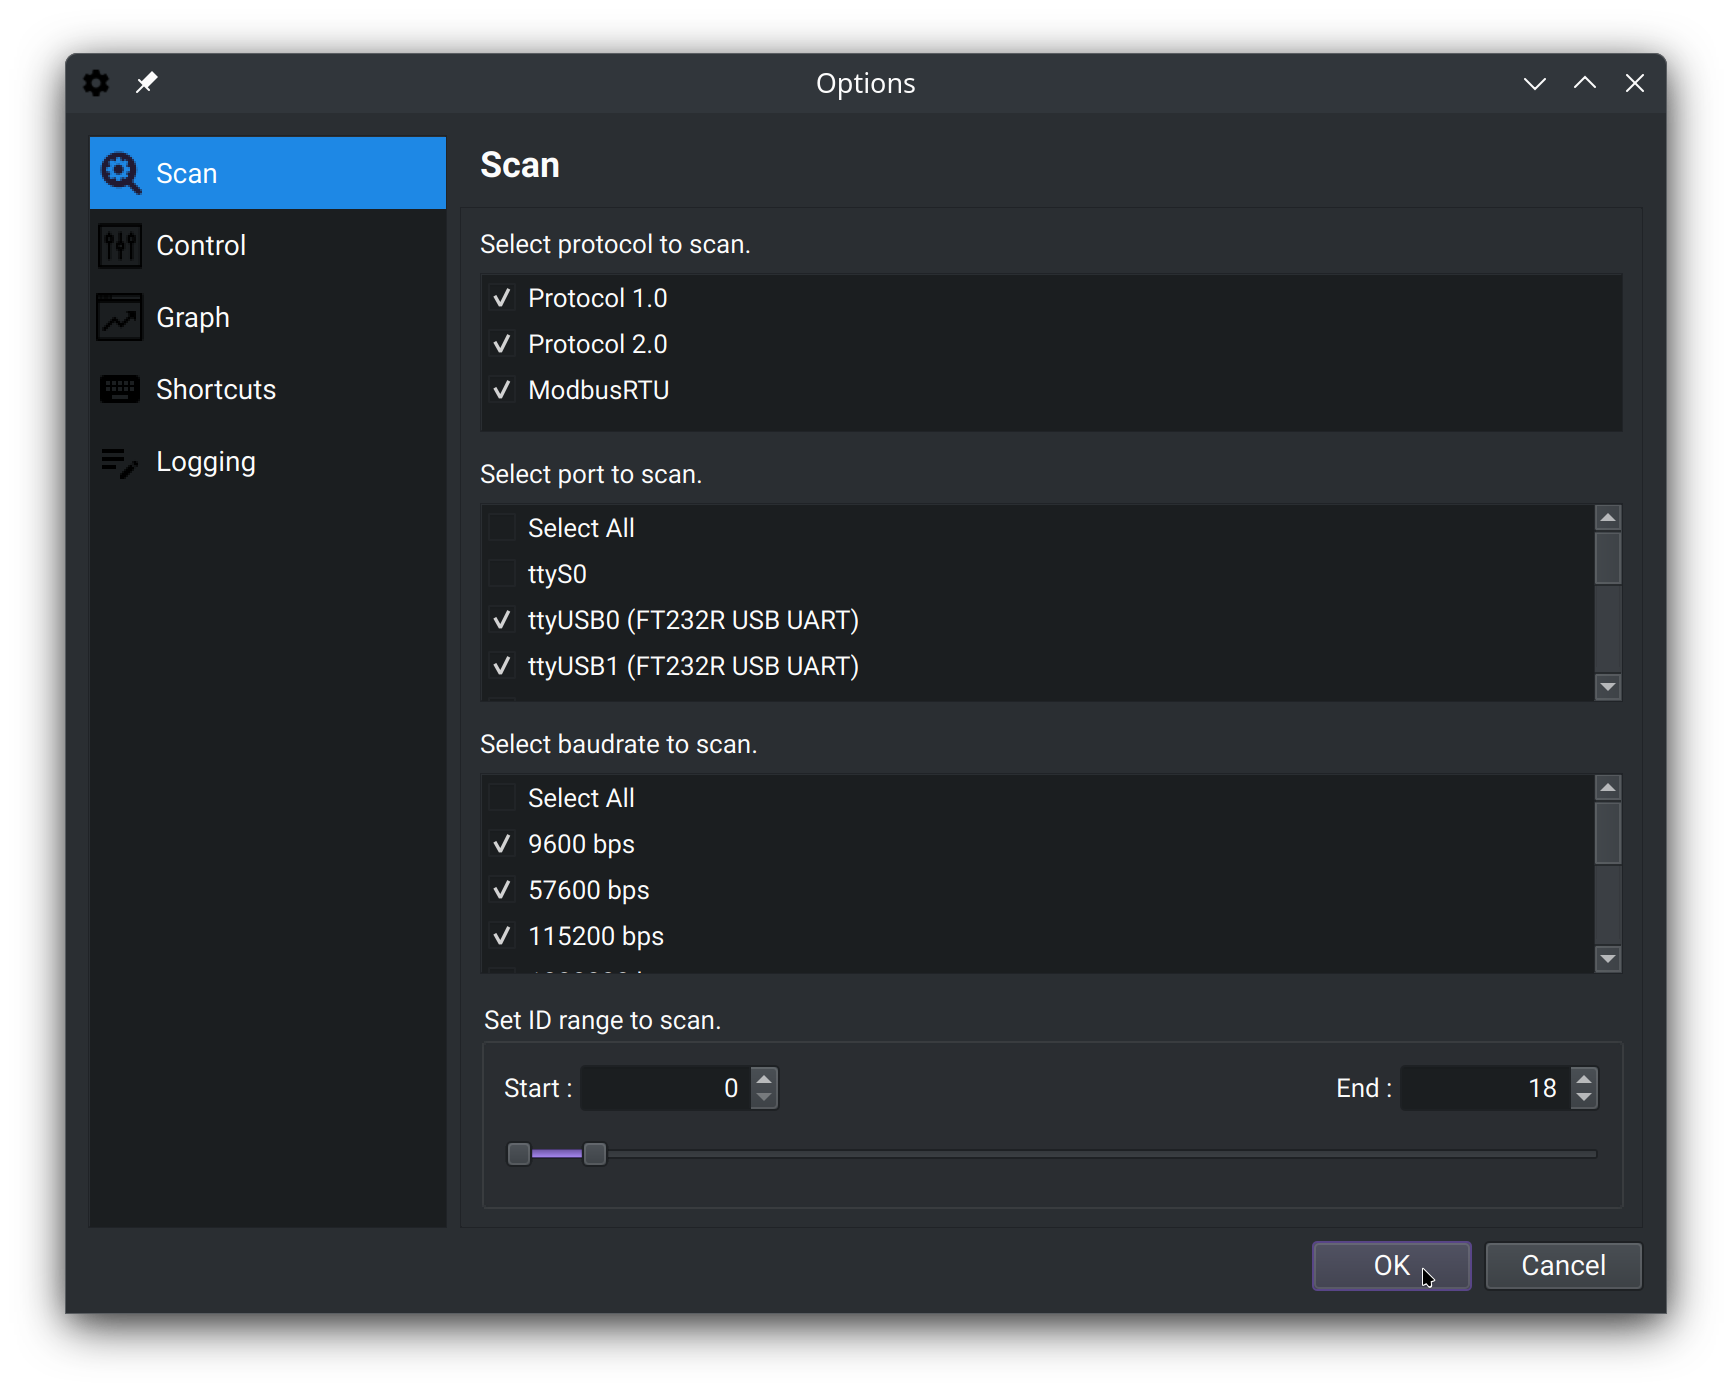 Options
Scan
Control
Graph
Shortcuts
Logging
Scan
Select protocol to scan.
Protocol 1.0
Protocol 2.0
ModbusRTU
Select port to scan.
Select All
ttyS0
ttyUSB0 (FT232R USB UART)
ttyUSB1 (FT232R USB UART)
Select baudrate to scan.
Select All
9600 bps
57600 bps
115200 bps
Set ID range to scan.
Start : 0 End : 18
OK Cancel